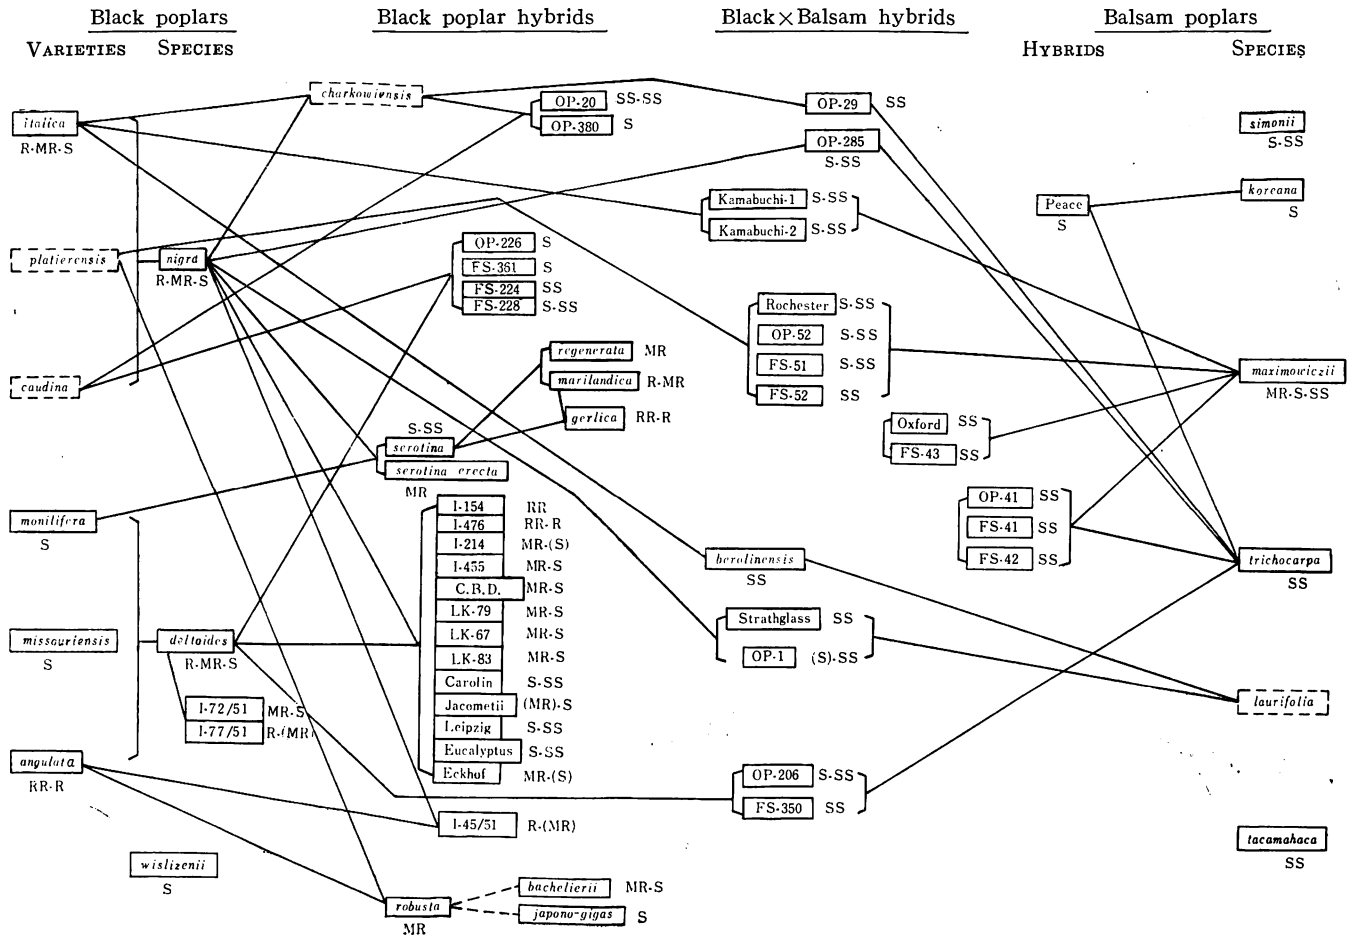 Black poplars
Black poplar hybrids
Black×Balsam hybrids
Balsam poplars
VARIETIES SPECIES
HYBRIDS SPECIES
italica
R-MR-S
platierensis
nigra
R-MR-S
caudina
monilifera
S
missouriensis
S
deltoides
R-MR-S
I-72/51 MR-S
I-77/51 R-(MR)
angulata
RR-R
wislizenii
S
charkowiensis
OP-20 SS-SS
OP-380 S
OP-226 S
FS-361 S
FS-224 SS
FS-228 S-SS
regenerata MR
marilandica R-MR
gerlica RR-R
S-SS
serotina
serotina erecta
MR
I-154 RR
I-476 RR-R
I-214 MR-(S)
I-455 MR-S
C.B.D. MR-S
LK-79 MR-S
LK-67 MR-S
LK-83 MR-S
Carolin S-SS
Jacometii (MR)-S
Leipzig S-SS
Eucalyptus S-SS
Eckhof MR-(S)
I-45/51 R-(MR)
robusta
MR
bachelierii MR-S
japono-gigas S
OP-29 SS
OP-285
S-SS
Kamabuchi-1 S-SS
Kamabuchi-2 S-SS
Rochester S-SS
OP-52 S-SS
FS-51 S-SS
FS-52 SS
Oxford SS
FS-43 SS
OP-41 SS
FS-41 SS
FS-42 SS
berolinensis
SS
Strathglass SS
OP-1 (S)-SS
OP-206 S-SS
FS-350 SS
Peace
S
simonii
S-SS
koreana
S
maximowiczii
MR-S-SS
trichocarpa
SS
laurifolia
tacamahaca
SS